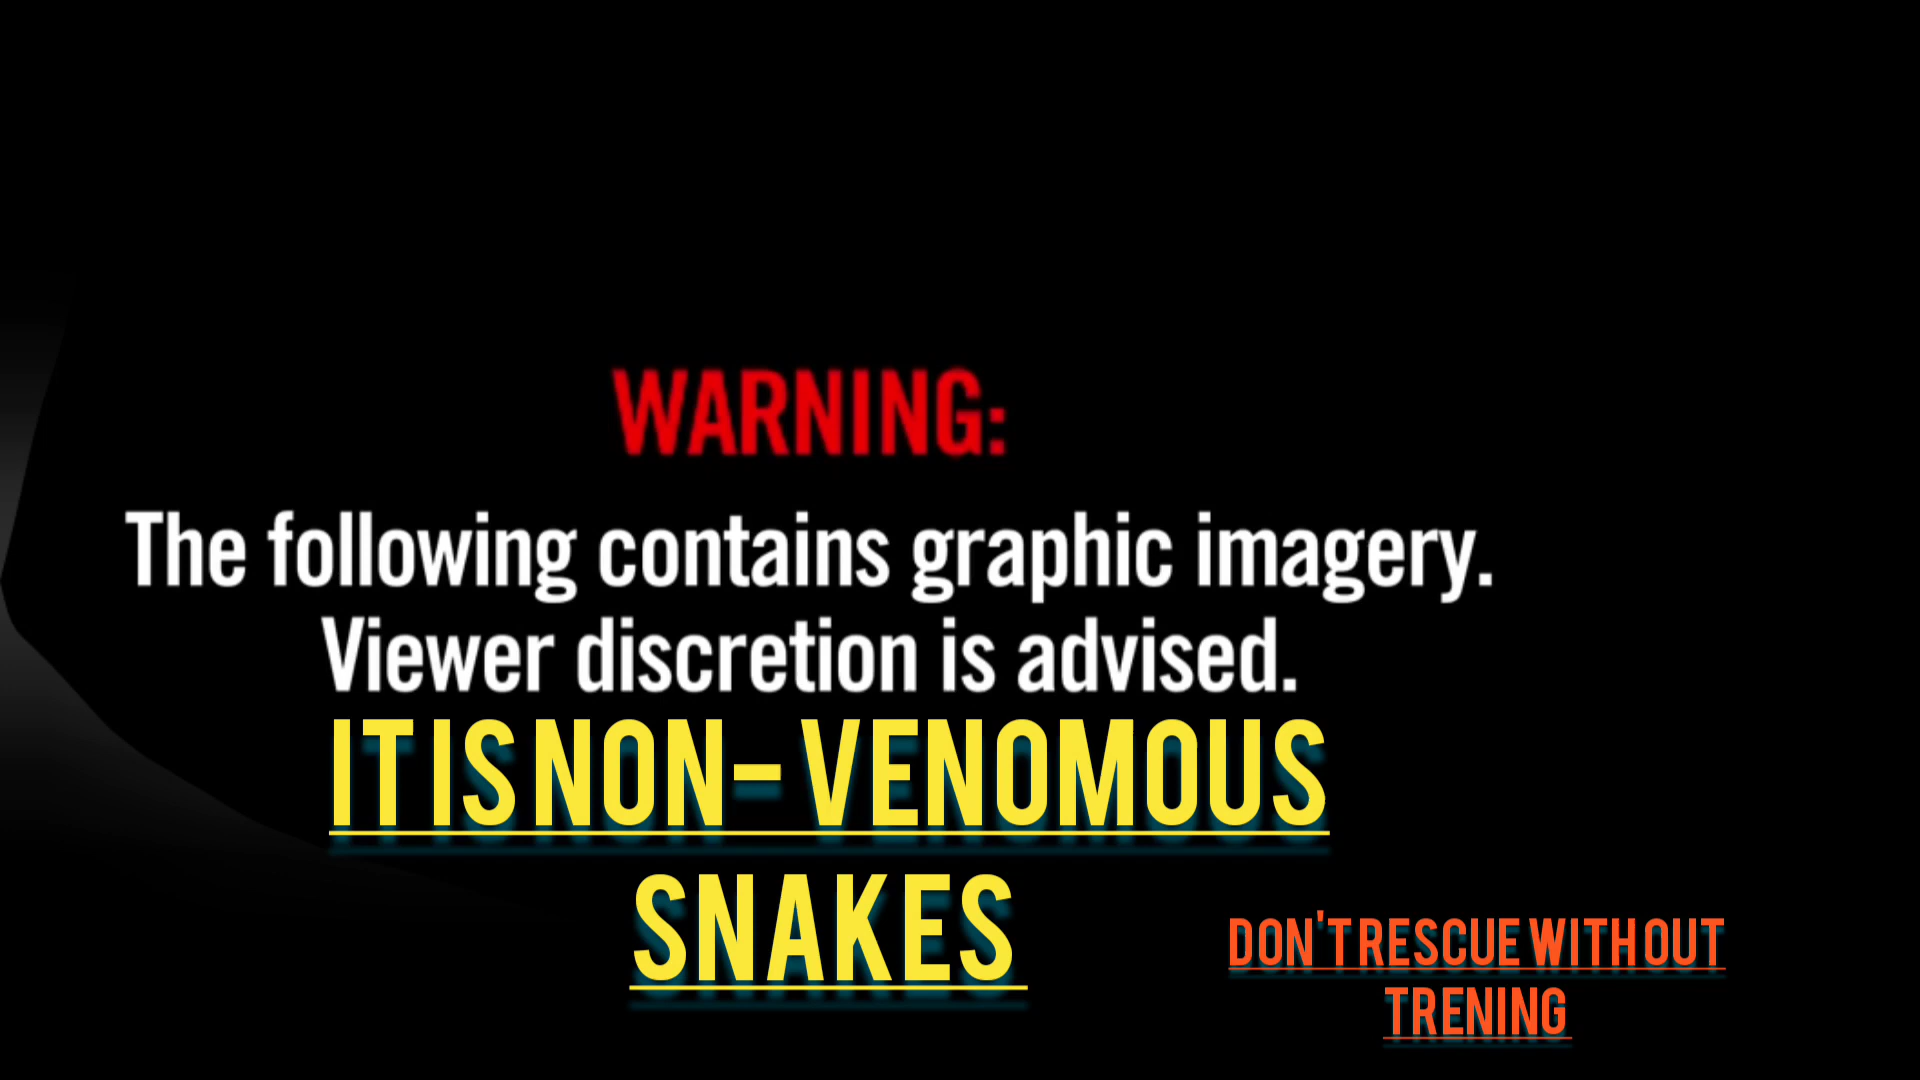 WARNING:
The following contains graphic imagery.
Viewer discretion is advised.
IT IS NON- VENOMOUS
SNAKES
DON'T RESCUE WITHOUT
TRENING